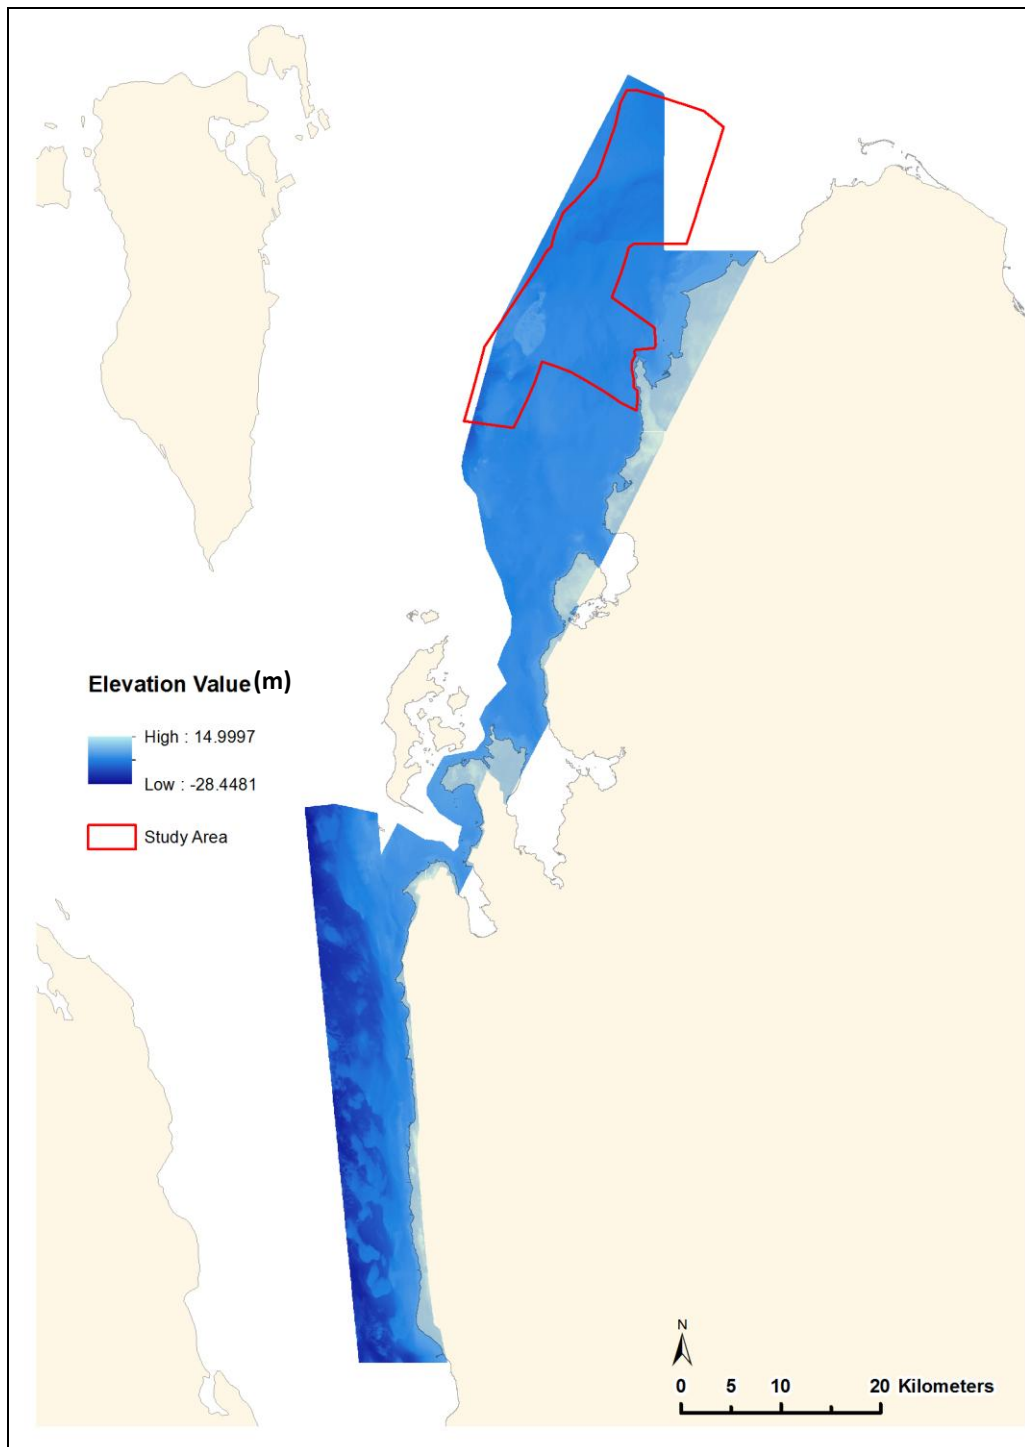 Elevation Value(m)
High : 14.9997
Low : -28.4481
Study Area
N
0 5 10 20 Kilometers